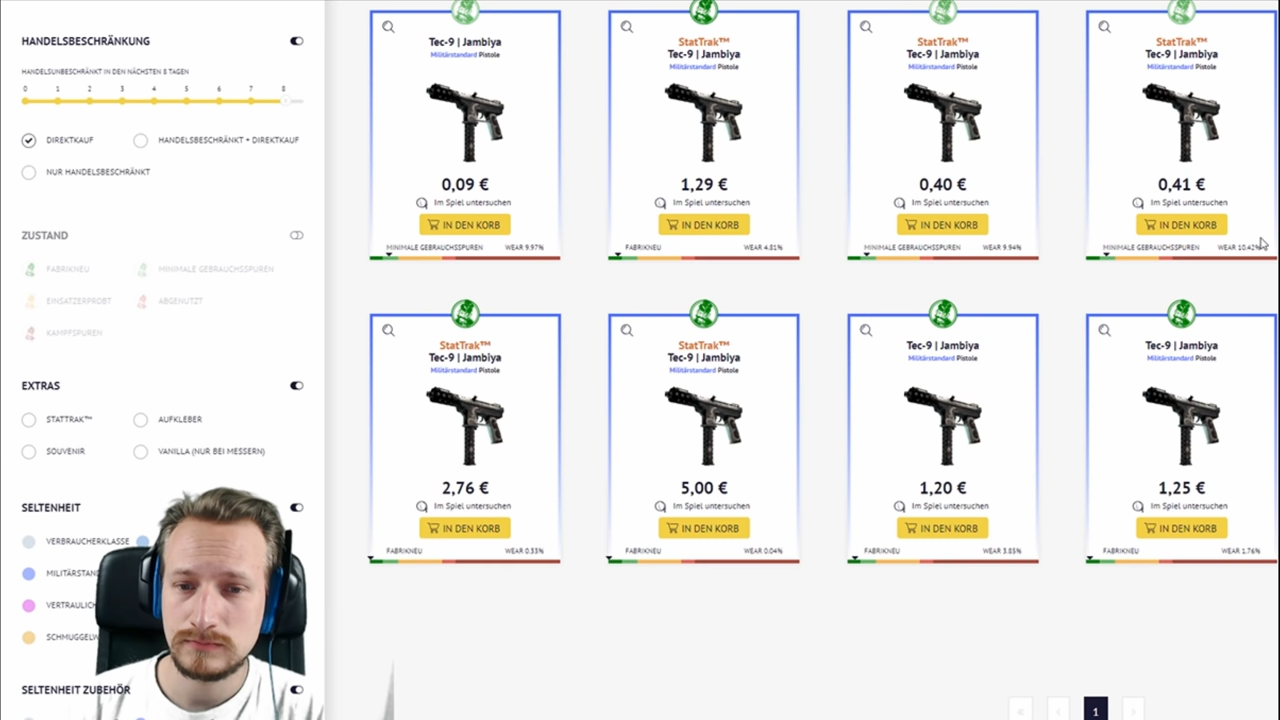 HANDELSBESCHRÄNKUNG
HANDELSUNBESCHRÄNKT IN DEN NÄCHSTEN 8 TAGEN
0 1 2 3 4 5 6 7 8
DIREKTKAUF
HANDELSBESCHRÄNKT + DIREKTKAUF
NUR HANDELSBESCHRÄNKT
ZUSTAND
FABRIKNEU
MINIMALE GEBRAUCHSSPUREN
EINSATZERPROBT
ABGENUTZT
KAMPFSPUREN
EXTRAS
STATTRAK™
AUFKLEBER
SOUVENIR
VANILLA (NUR BEI MESSERN)
SELTENHEIT
VERBRAUCHERKLASSE
MILITÄRSTAN
VERTRAULICH
SCHMUGGELW
SELTENHEIT ZUBEHÖR
Tec-9 | Jambiya
Militärstandard Pistole
0,09 €
Im Spiel untersuchen
IN DEN KORB
MINIMALE GEBRAUCHSSPUREN WEAR 9.97%
StatTrak™
Tec-9 | Jambiya
Militärstandard Pistole
1,29 €
Im Spiel untersuchen
IN DEN KORB
FABRIKNEU WEAR 4.81%
StatTrak™
Tec-9 | Jambiya
Militärstandard Pistole
0,40 €
Im Spiel untersuchen
IN DEN KORB
MINIMALE GEBRAUCHSSPUREN WEAR 9.94%
StatTrak™
Tec-9 | Jambiya
Militärstandard Pistole
0,41 €
Im Spiel untersuchen
IN DEN KORB
MINIMALE GEBRAUCHSSPUREN WEAR 10.42%
StatTrak™
Tec-9 | Jambiya
Militärstandard Pistole
2,76 €
Im Spiel untersuchen
IN DEN KORB
FABRIKNEU WEAR 0.33%
StatTrak™
Tec-9 | Jambiya
Militärstandard Pistole
5,00 €
Im Spiel untersuchen
IN DEN KORB
FABRIKNEU WEAR 0.04%
Tec-9 | Jambiya
Militärstandard Pistole
1,20 €
Im Spiel untersuchen
IN DEN KORB
FABRIKNEU WEAR 3.85%
Tec-9 | Jambiya
Militärstandard Pistole
1,25 €
Im Spiel untersuchen
IN DEN KORB
FABRIKNEU WEAR 1.76%
« ‹ 1 ›